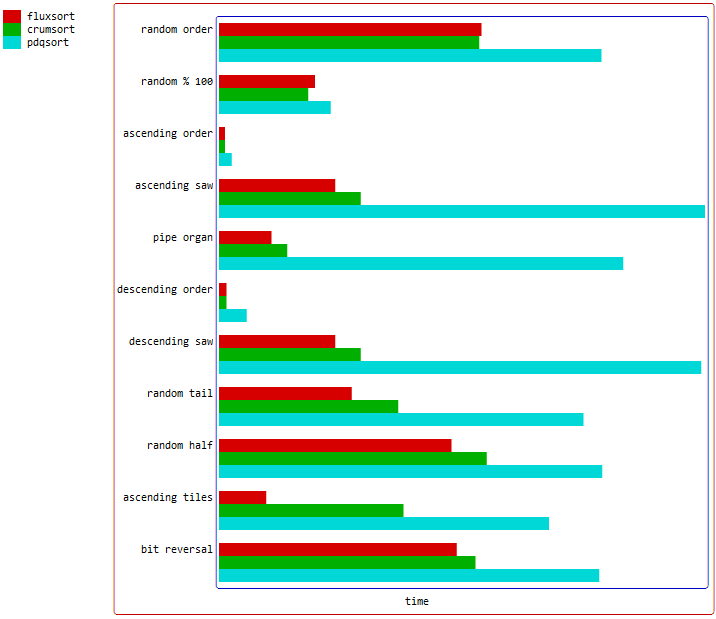 fluxsort
crumsort
pdqsort
random order
random % 100
ascending order
ascending saw
pipe organ
descending order
descending saw
random tail
random half
ascending tiles
bit reversal
time